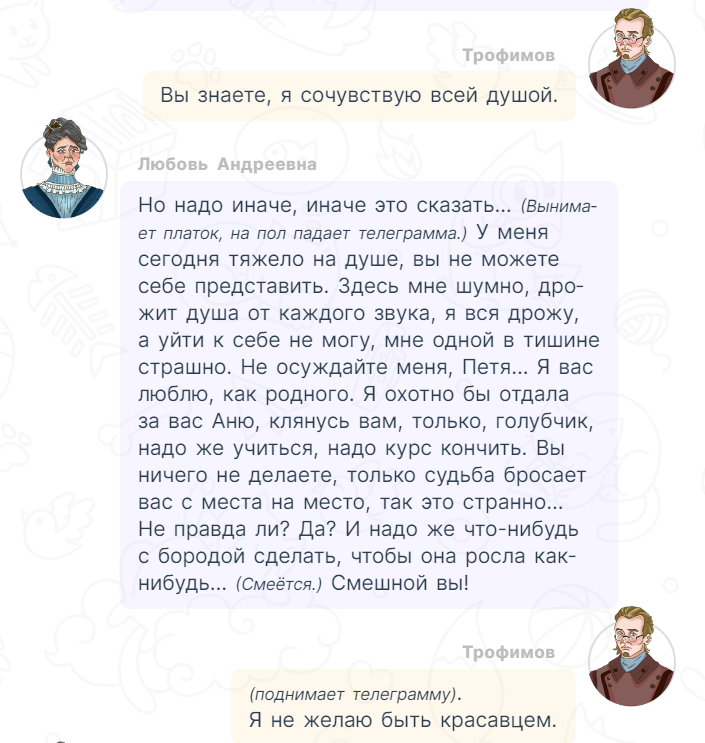 Трофимов
Вы знаете, я сочувствую всей душой.
Любовь Андреевна
Но надо иначе, иначе это сказать... (Вынима-
ет платок, на пол падает телеграмма.) У меня
сегодня тяжело на душе, вы не можете
себе представить. Здесь мне шумно, дро-
жит душа от каждого звука, я вся дрожу,
а уйти к себе не могу, мне одной в тишине
страшно. Не осуждайте меня, Петя... Я вас
люблю, как родного. Я охотно бы отдала
за вас Аню, клянусь вам, только, голубчик,
надо же учиться, надо курс кончить. Вы
ничего не делаете, только судьба бросает
вас с места на место, так это странно...
Не правда ли? Да? И надо же что-нибудь
с бородой сделать, чтобы она росла как-
нибудь... (Смеётся.) Смешной вы!
Трофимов
(поднимает телеграмму).
Я не желаю быть красавцем.